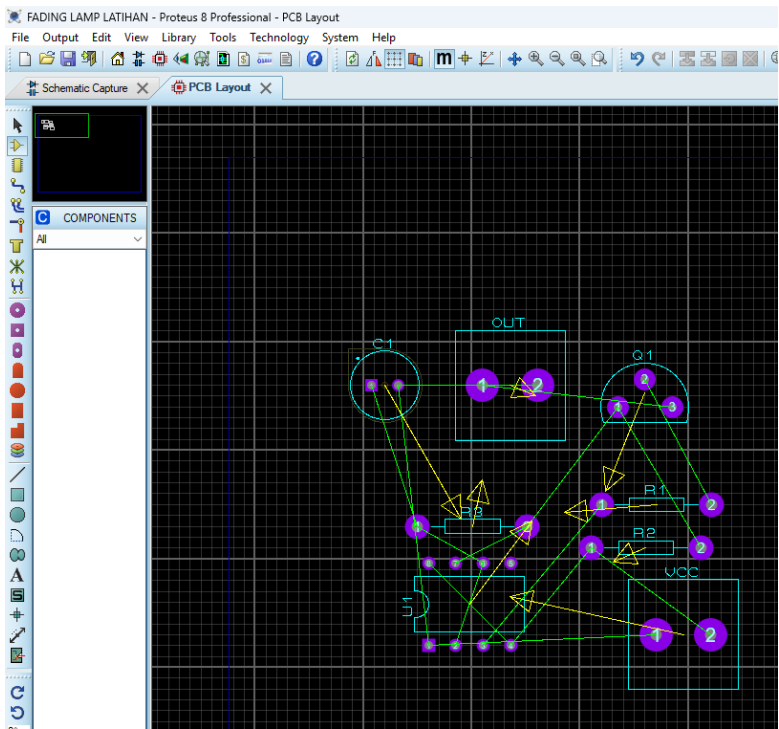 FADING LAMP LATIHAN - Proteus 8 Professional - PCB Layout
File Output Edit View Library Tools Technology System Help
Schematic Capture PCB Layout
C COMPONENTS
All
OUT
C1
Q1
1 2
2
1 3
R1
1 2
R3
1 2
R2
1 2
VCC
U1
1 2